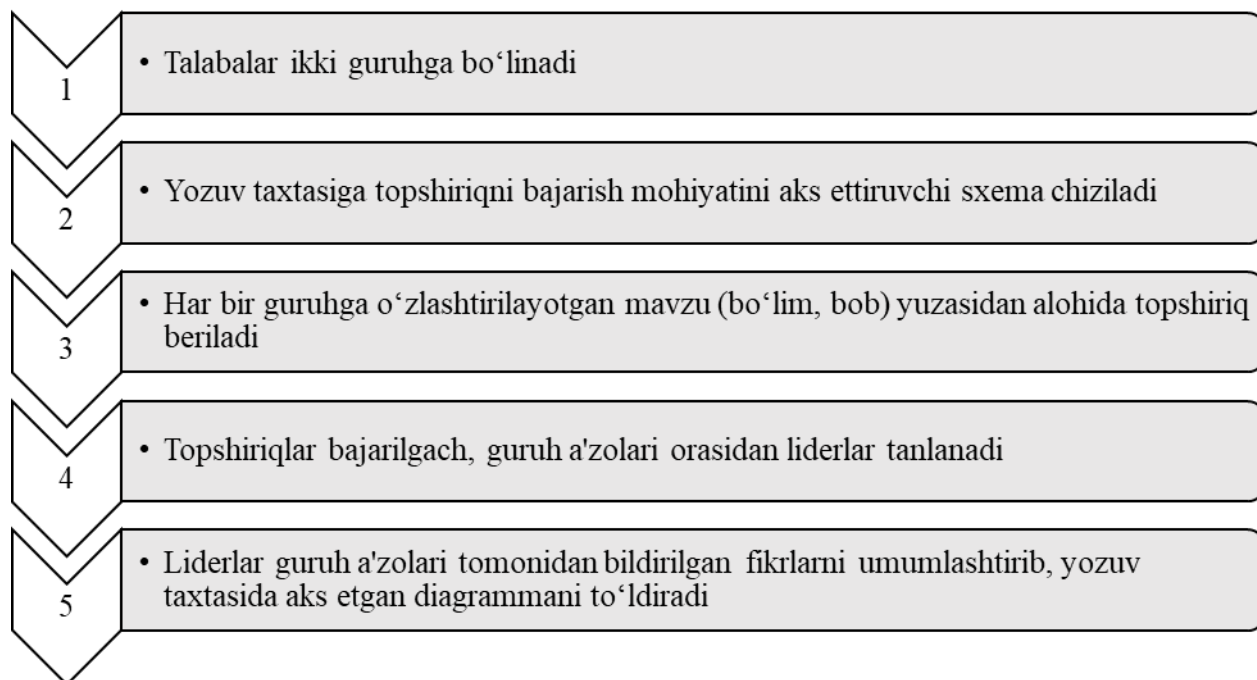 1
• Talabalar ikki guruhga bo‘linadi
2
• Yozuv taxtasiga topshiriqni bajarish mohiyatini aks ettiruvchi sxema chiziladi
3
• Har bir guruhga o‘zlashtirilayotgan mavzu (bo‘lim, bob) yuzasidan alohida topshiriq
beriladi
4
• Topshiriqlar bajarilgach, guruh a'zolari orasidan liderlar tanlanadi
5
• Liderlar guruh a'zolari tomonidan bildirilgan fikrlarni umumlashtirib, yozuv
taxtasida aks etgan diagrammani to‘ldiradi